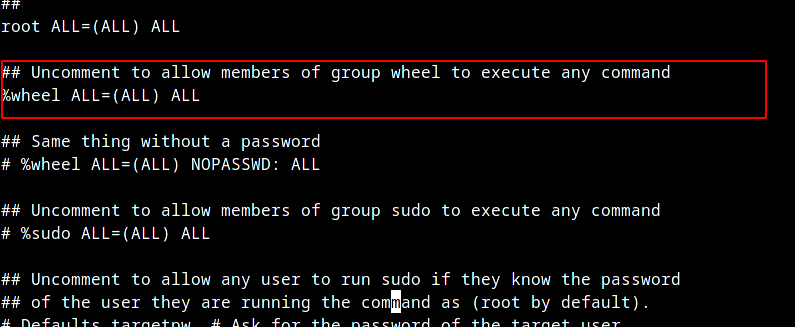 ##
root ALL=(ALL) ALL
## Uncomment to allow members of group wheel to execute any command
%wheel ALL=(ALL) ALL
## Same thing without a password
# %wheel ALL=(ALL) NOPASSWD: ALL
## Uncomment to allow members of group sudo to execute any command
# %sudo ALL=(ALL) ALL
## Uncomment to allow any user to run sudo if they know the password
## of the user they are running the command as (root by default).
# Defaults targetpw # Ask for the password of the target user